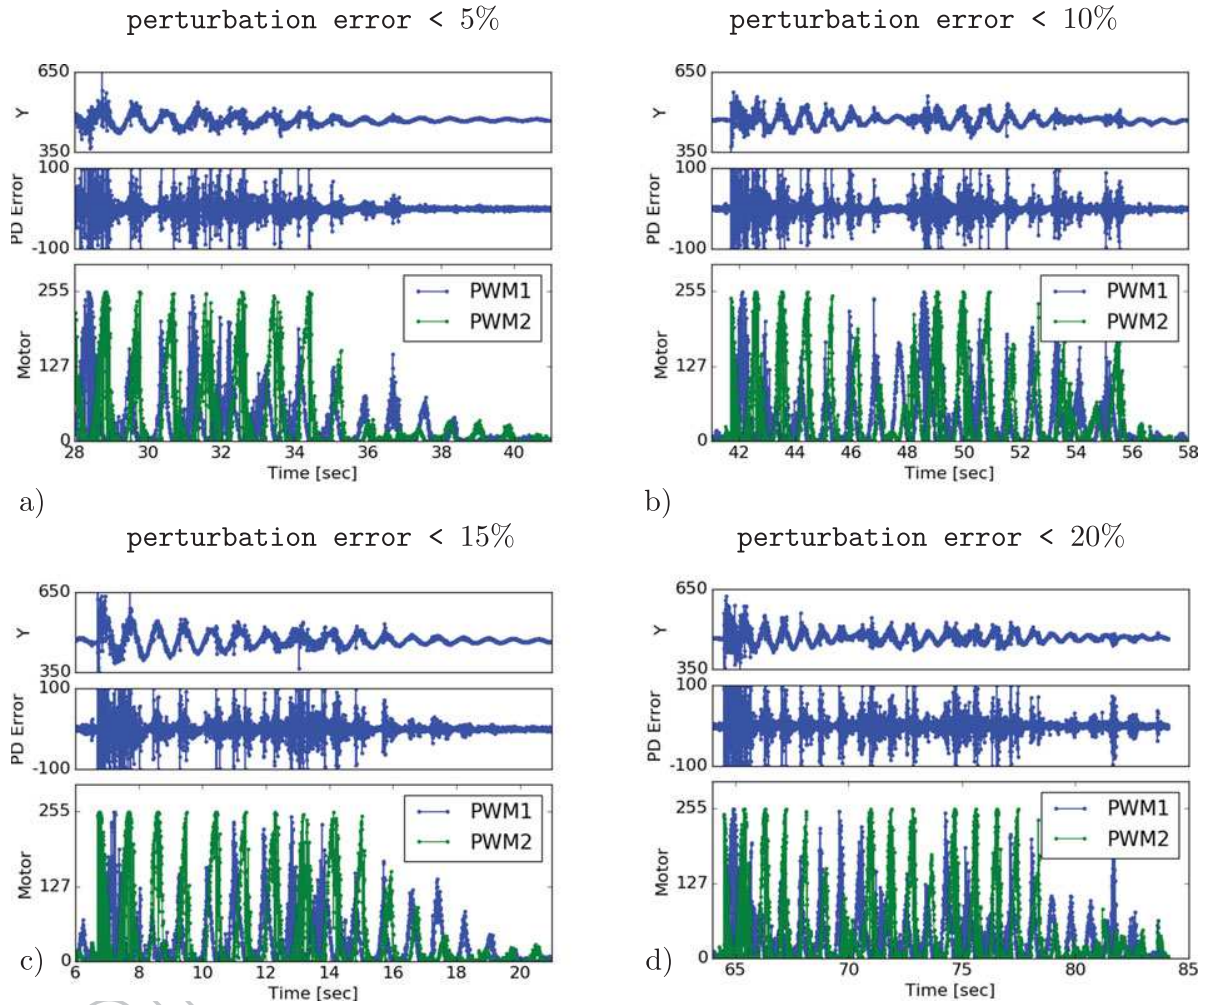 perturbation error < 5%
650
Y
350
100
PD Error
-100
255
Motor
127
0
PWM1
PWM2
28 30 32 34 36 38 40
Time [sec]
a)
perturbation error < 10%
650
Y
350
100
PD Error
-100
255
Motor
127
0
PWM1
PWM2
42 44 46 48 50 52 54 56 58
Time [sec]
b)
perturbation error < 15%
650
Y
350
100
PD Error
-100
255
Motor
127
0
PWM1
PWM2
6 8 10 12 14 16 18 20
Time [sec]
c)
perturbation error < 20%
650
Y
350
100
PD Error
-100
255
Motor
127
0
PWM1
PWM2
65 70 75 80 85
Time [sec]
d)